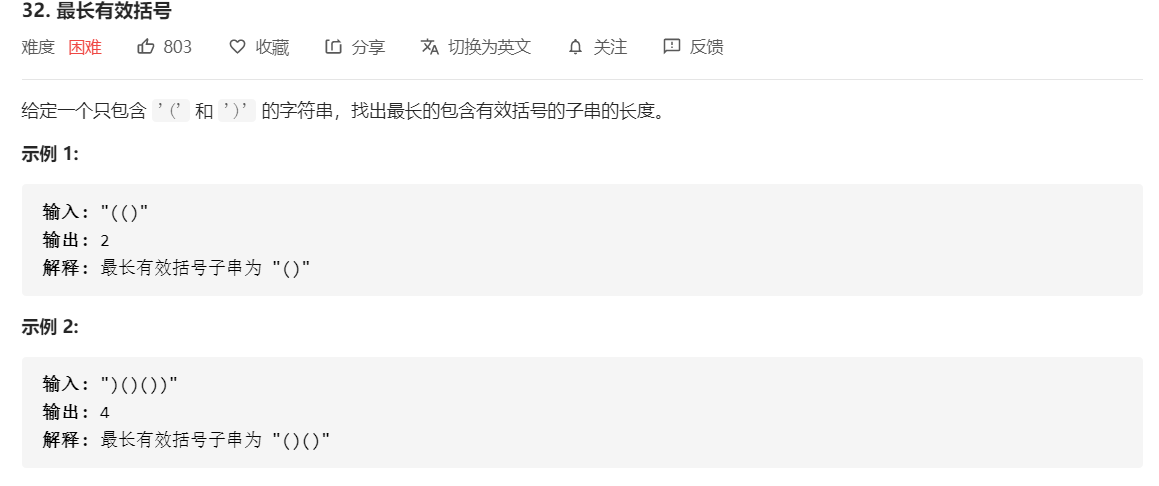 32. 最长有效括号
难度 困难 803 收藏 分享 切换为英文 关注 反馈
给定一个只包含 '(' 和 ')' 的字符串，找出最长的包含有效括号的子串的长度。
示例 1:
输入: "(()"
输出: 2
解释: 最长有效括号子串为 "()"
示例 2:
输入: ")()())"
输出: 4
解释: 最长有效括号子串为 "()()"